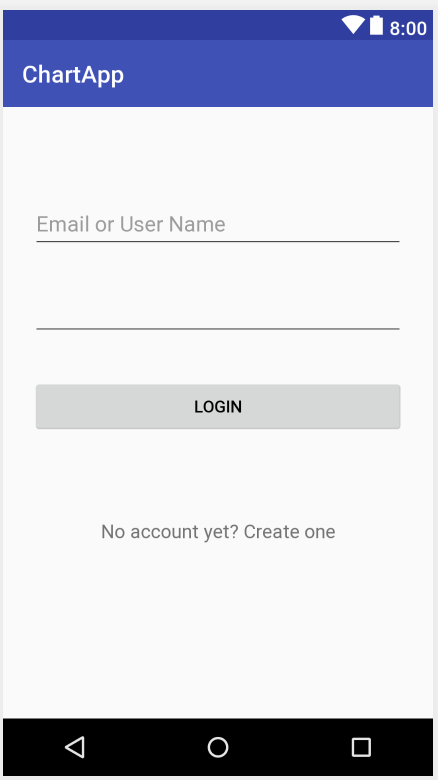 8:00
ChartApp
Email or User Name
LOGIN
No account yet? Create one